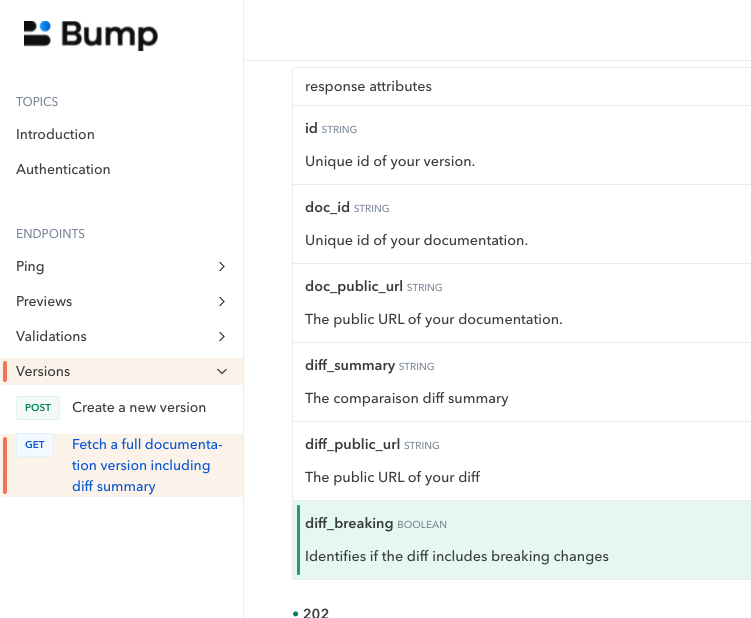 Bump
TOPICS
Introduction
Authentication
ENDPOINTS
Ping
Previews
Validations
Versions
POST Create a new version
GET Fetch a full documenta-
tion version including
diff summary
response attributes
id STRING
Unique id of your version.
doc_id STRING
Unique id of your documentation.
doc_public_url STRING
The public URL of your documentation.
diff_summary STRING
The comparaison diff summary
diff_public_url STRING
The public URL of your diff
diff_breaking BOOLEAN
Identifies if the diff includes breaking changes
202